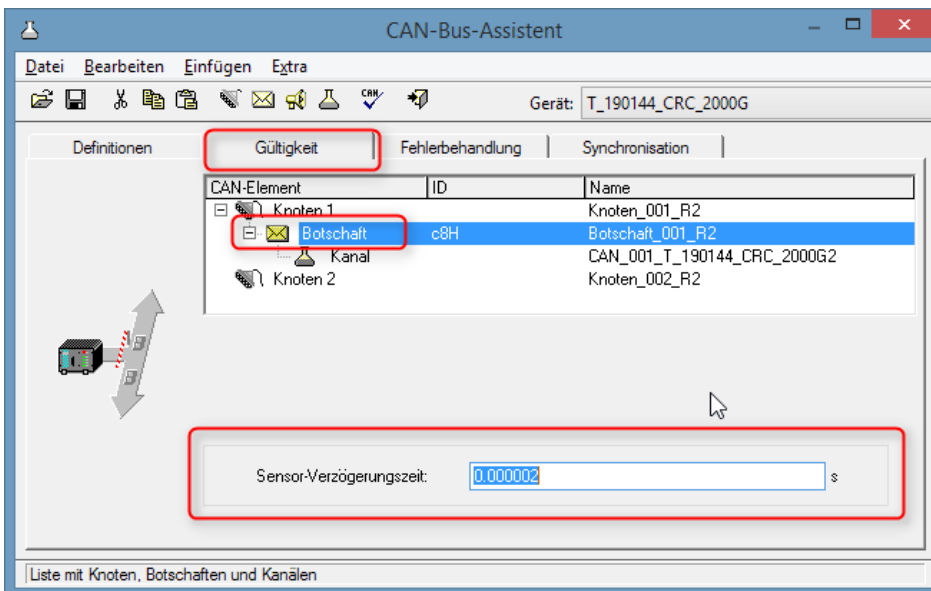 CAN-Bus-Assistent
Datei Bearbeiten Einfügen Extra
CAN Gerät: T_190144_CRC_2000G
Definitionen Gültigkeit Fehlerbehandlung Synchronisation
CAN-Element ID Name
Knoten 1 Knoten_001_R2
Botschaft c8H Botschaft_001_R2
Kanal CAN_001_T_190144_CRC_2000G2
Knoten 2 Knoten_002_R2
B
B
Sensor-Verzögerungszeit: 0.000002 s
Liste mit Knoten, Botschaften und Kanälen